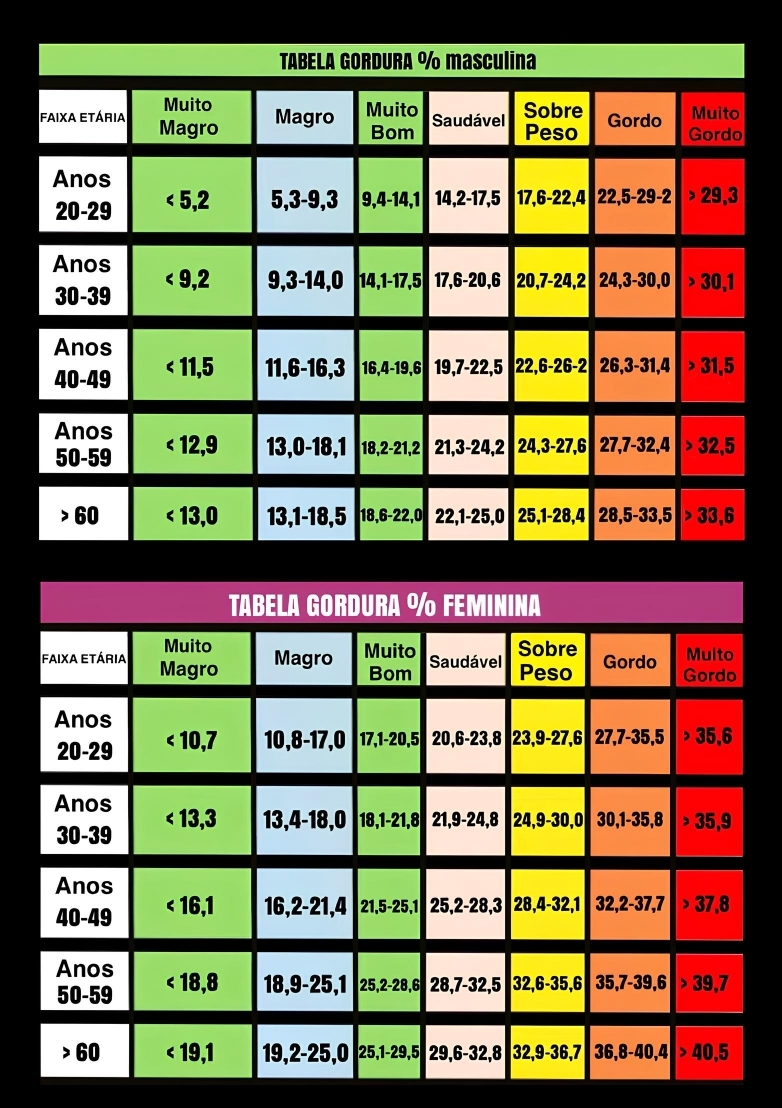 TABELA GORDURA % masculina
FAIXA ETÁRIA Muito Magro Magro Muito Bom Saudável Sobre Peso Gordo Muito Gordo
Anos 20-29 < 5,2 5,3-9,3 9,4-14,1 14,2-17,5 17,6-22,4 22,5-29-2 > 29,3
Anos 30-39 < 9,2 9,3-14,0 14,1-17,5 17,6-20,6 20,7-24,2 24,3-30,0 > 30,1
Anos 40-49 < 11,5 11,6-16,3 16,4-19,6 19,7-22,5 22,6-26-2 26,3-31,4 > 31,5
Anos 50-59 < 12,9 13,0-18,1 18,2-21,2 21,3-24,2 24,3-27,6 27,7-32,4 > 32,5
> 60 < 13,0 13,1-18,5 18,6-22,0 22,1-25,0 25,1-28,4 28,5-33,5 > 33,6
TABELA GORDURA % FEMININA
FAIXA ETÁRIA Muito Magro Magro Muito Bom Saudável Sobre Peso Gordo Muito Gordo
Anos 20-29 < 10,7 10,8-17,0 17,1-20,5 20,6-23,8 23,9-27,6 27,7-35,5 > 35,6
Anos 30-39 < 13,3 13,4-18,0 18,1-21,8 21,9-24,8 24,9-30,0 30,1-35,8 > 35,9
Anos 40-49 < 16,1 16,2-21,4 21,5-25,1 25,2-28,3 28,4-32,1 32,2-37,7 > 37,8
Anos 50-59 < 18,8 18,9-25,1 25,2-28,6 28,7-32,5 32,6-35,6 35,7-39,6 > 39,7
> 60 < 19,1 19,2-25,0 25,1-29,5 29,6-32,8 32,9-36,7 36,8-40,4 > 40,5